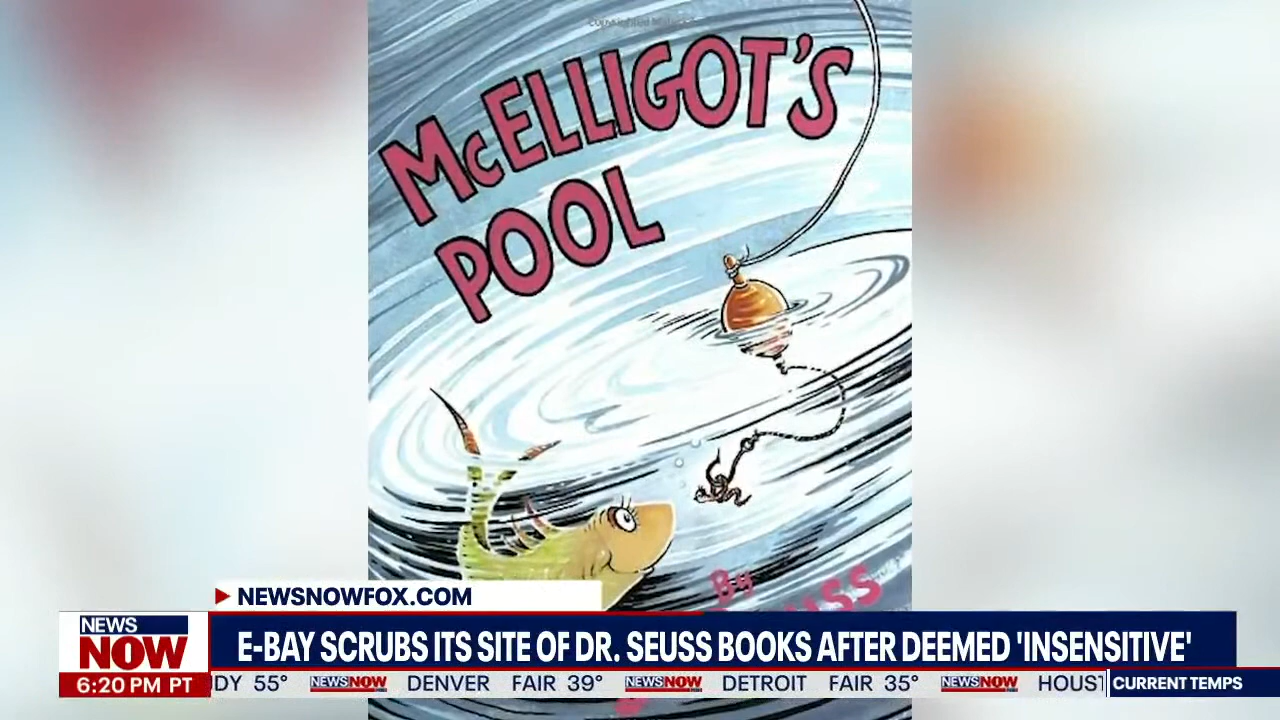 McELLIGOT'S
POOL
By
NEWSNOWFOX.COM
NEWS
NOW
E-BAY SCRUBS ITS SITE OF DR. SEUSS BOOKS AFTER DEEMED 'INSENSITIVE'
6:20 PM PT
DY 55° NEWSNOW DENVER FAIR 39° NEWSNOW DETROIT FAIR 35° NEWSNOW HOUST CURRENT TEMPS